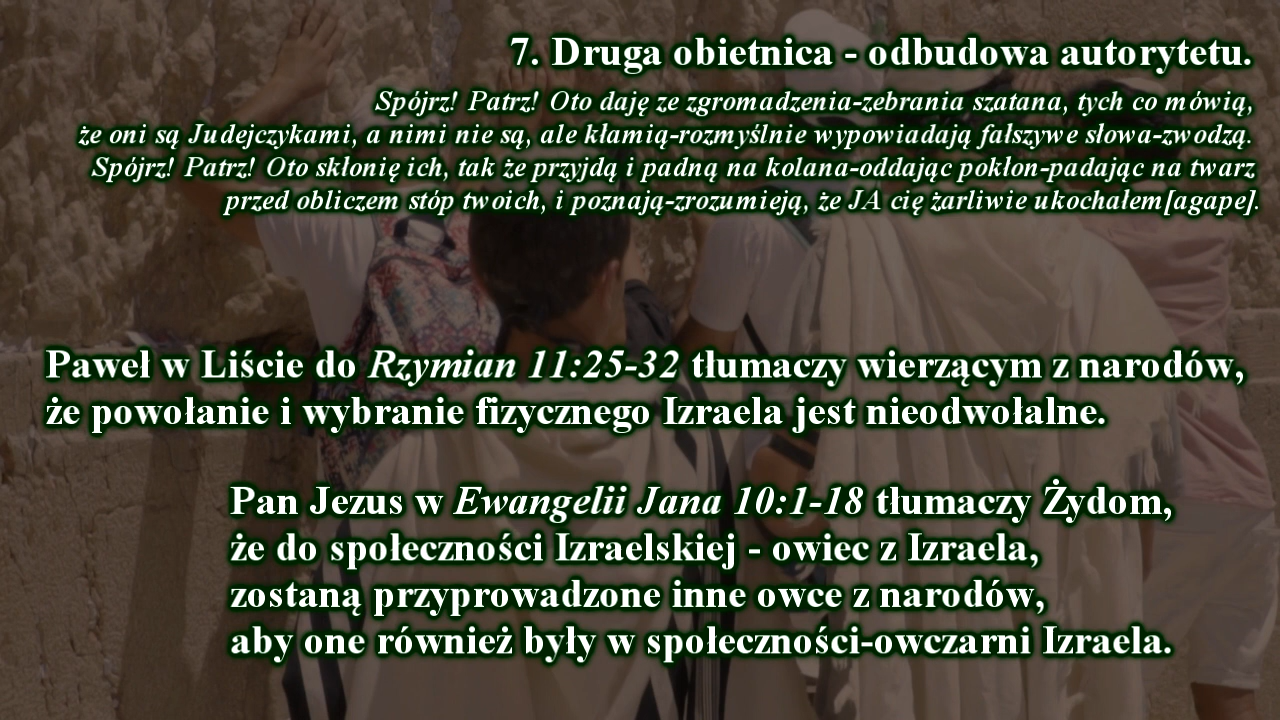 7. Druga obietnica - odbudowa autorytetu.
Spójrz! Patrz! Oto daję ze zgromadzenia-zebrania szatana, tych co mówią,
że oni są Judejczykami, a nimi nie są, ale kłamią-rozmyślnie wypowiadają fałszywe słowa-zwodzą.
Spójrz! Patrz! Oto skłonię ich, tak że przyjdą i padną na kolana-oddając pokłon-padając na twarz
przed obliczem stóp twoich, i poznają-zrozumieją, że JA cię żarliwie ukochałem[agape].
Paweł w Liście do Rzymian 11:25-32 tłumaczy wierzącym z narodów,
że powołanie i wybranie fizycznego Izraela jest nieodwołalne.
Pan Jezus w Ewangelii Jana 10:1-18 tłumaczy Żydom,
że do społeczności Izraelskiej - owiec z Izraela,
zostaną przyprowadzone inne owce z narodów,
aby one również były w społeczności-owczarni Izraela.